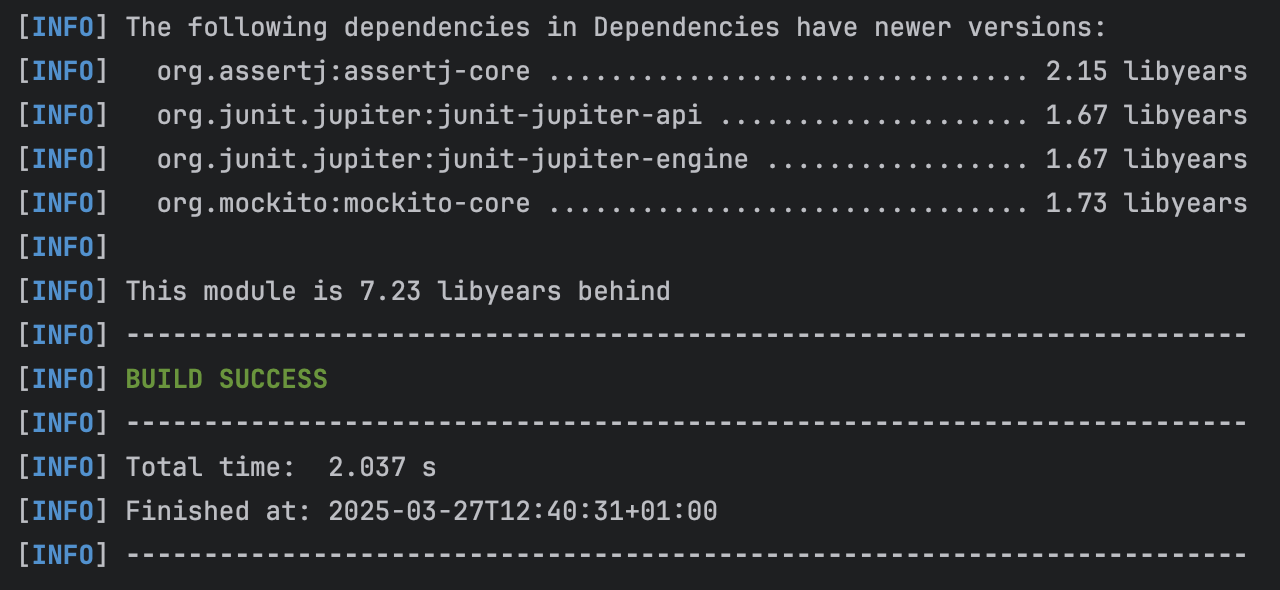 [INFO] The following dependencies in Dependencies have newer versions:
[INFO]   org.assertj:assertj-core ............................... 2.15 libyears
[INFO]   org.junit.jupiter:junit-jupiter-api .................... 1.67 libyears
[INFO]   org.junit.jupiter:junit-jupiter-engine ................. 1.67 libyears
[INFO]   org.mockito:mockito-core ............................... 1.73 libyears
[INFO]
[INFO] This module is 7.23 libyears behind
[INFO] ------------------------------------------------------------------------
[INFO] BUILD SUCCESS
[INFO] ------------------------------------------------------------------------
[INFO] Total time:  2.037 s
[INFO] Finished at: 2025-03-27T12:40:31+01:00
[INFO] ------------------------------------------------------------------------